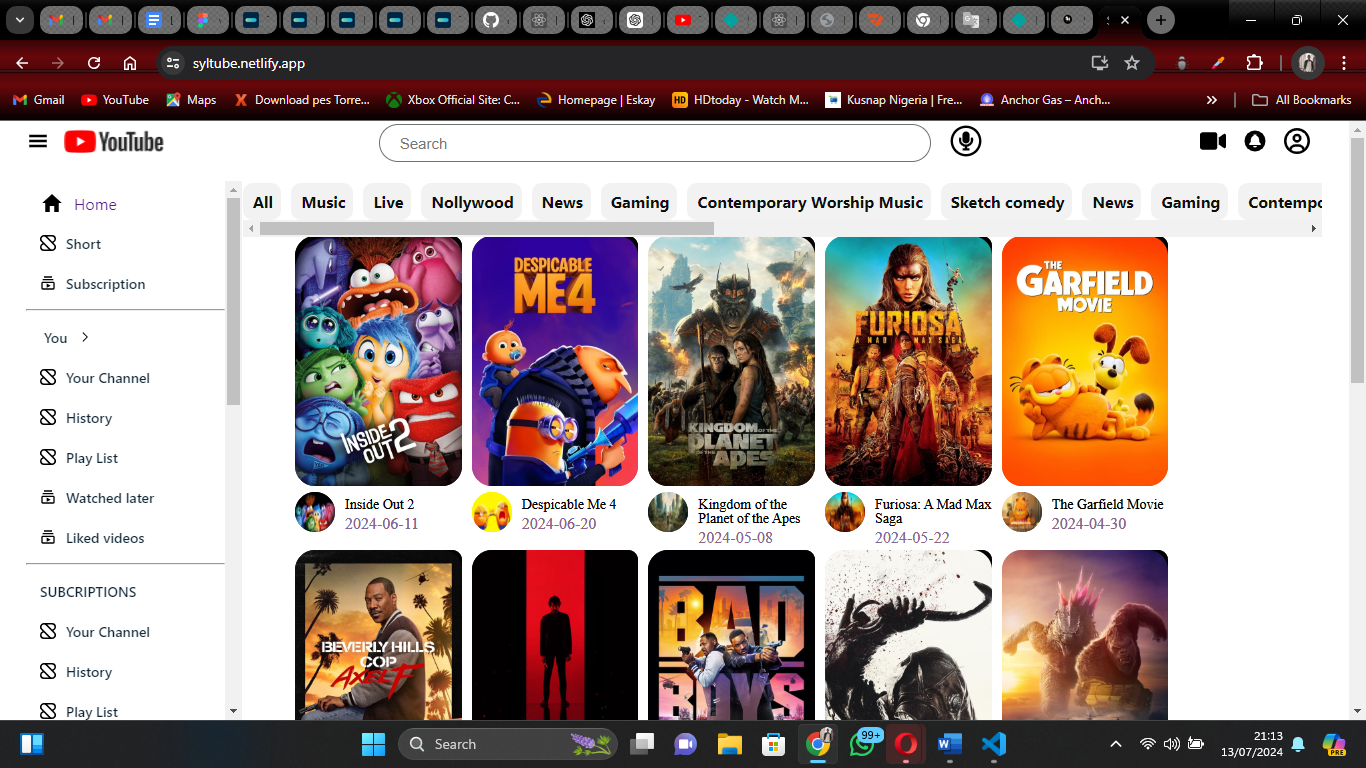 syltube.netlify.app
Gmail
YouTube
Maps
Download pes Torre...
Xbox Official Site: C...
Homepage | Eskay
HD
HDtoday - Watch M...
Kusnap Nigeria | Fre...
Anchor Gas – Anch...
All Bookmarks
YouTube
Search
Home
Short
Subscription
You
Your Channel
History
Play List
Watched later
Liked videos
SUBCRIPTIONS
Your Channel
History
Play List
All
Music
Live
Nollywood
News
Gaming
Contemporary Worship Music
Sketch comedy
News
Gaming
Contempo
INSIDE
OUT 2
DESPICABLE
ME4
KINGDOM OF THE
PLANET
OF THE APES
FURIOSA
A MAD MAX SAGA
THE
GARFIELD
MOVIE
Inside Out 2
2024-06-11
Despicable Me 4
2024-06-20
Kingdom of the
Planet of the Apes
2024-05-08
Furiosa: A Mad Max
Saga
2024-05-22
The Garfield Movie
2024-04-30
BEVERLY HILLS
COP
AXEL F
BAD
BOYS
Search
99+
21:13
13/07/2024
PRE